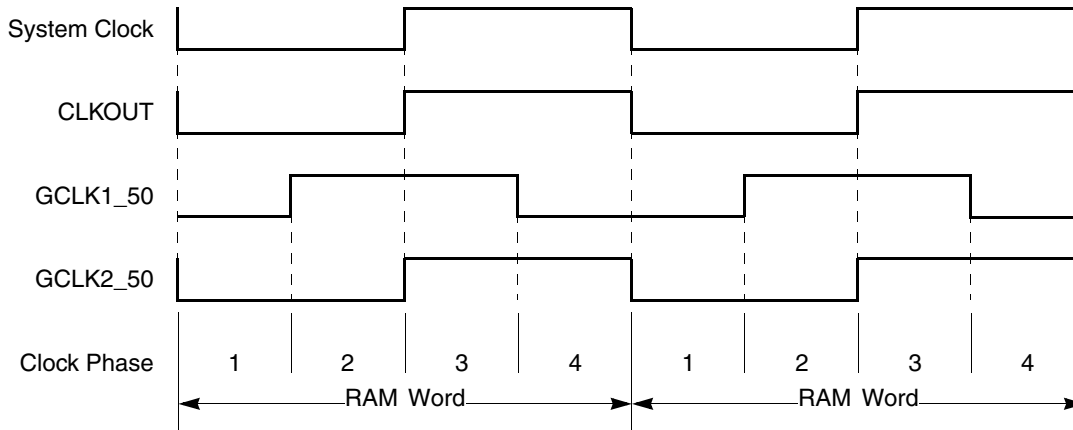 System Clock
CLKOUT
GCLK1_50
GCLK2_50
Clock Phase 1 2 3 4 1 2 3 4
RAM Word RAM Word